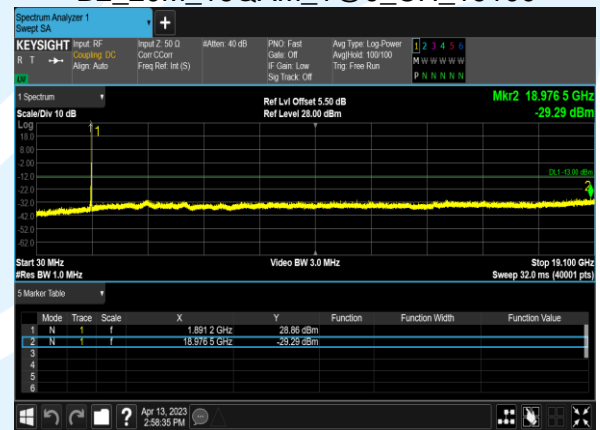 Spectrum Analyzer 1
Swept SA
KEYSIGHT
R T
LXI
Input: RF
Coupling: DC
Align: Auto
Input Z: 50 Ω
Corr CCorr
Freq Ref: Int (S)
#Atten: 40 dB
PNO: Fast
Gate: Off
IF Gain: Low
Sig Track: Off
Avg Type: Log-Power
Avg|Hold: 100/100
Trig: Free Run
1 2 3 4 5 6
M W W W W W
P N N N N N
1 Spectrum
Scale/Div 10 dB
Ref Lvl Offset 5.50 dB
Ref Level 28.00 dBm
Mkr2 18.976 5 GHz
-29.29 dBm
Log
18.0
8.00
-2.00
-12.0
-22.0
-32.0
-42.0
-52.0
-62.0
1
DL1 -13.00 dBm
2
Start 30 MHz
#Res BW 1.0 MHz
Video BW 3.0 MHz
Stop 19.100 GHz
Sweep 32.0 ms (40001 pts)
5 Marker Table
Mode Trace Scale X Y Function Function Width Function Value
1 N 1 f 1.891 2 GHz 28.86 dBm
2 N 1 f 18.976 5 GHz -29.29 dBm
3
4
5
6
Apr 13, 2023
2:58:35 PM